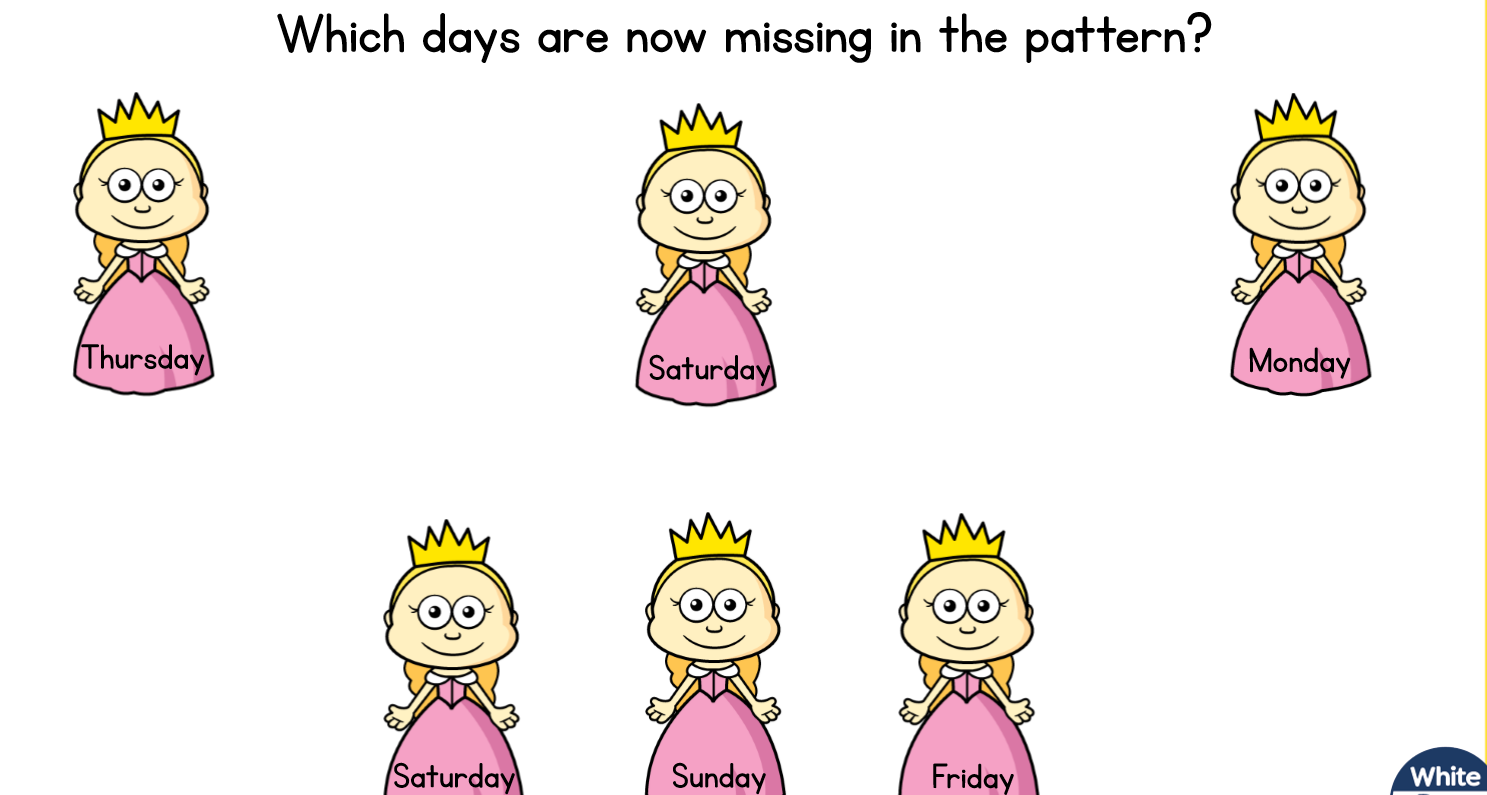 Which days are now missing in the pattern?
Thursday
Saturday
Monday
Saturday
Sunday
Friday
White